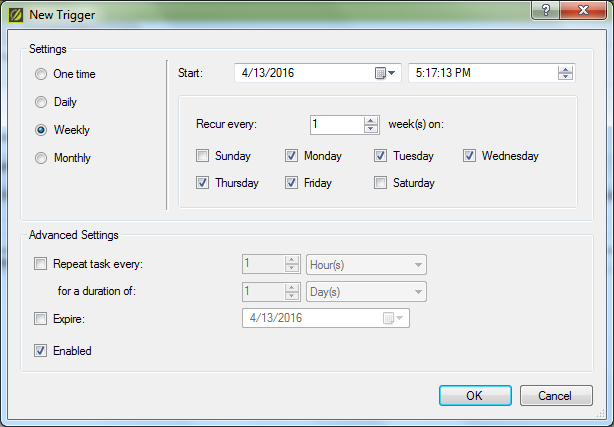 New Trigger
Settings
One time
Daily
Weekly
Monthly
Start: 4/13/2016 5:17:13 PM
Recur every: 1 week(s) on:
Sunday Monday Tuesday Wednesday
Thursday Friday Saturday
Advanced Settings
Repeat task every: 1 Hour(s)
for a duration of: 1 Day(s)
Expire: 4/13/2016
Enabled
OK Cancel